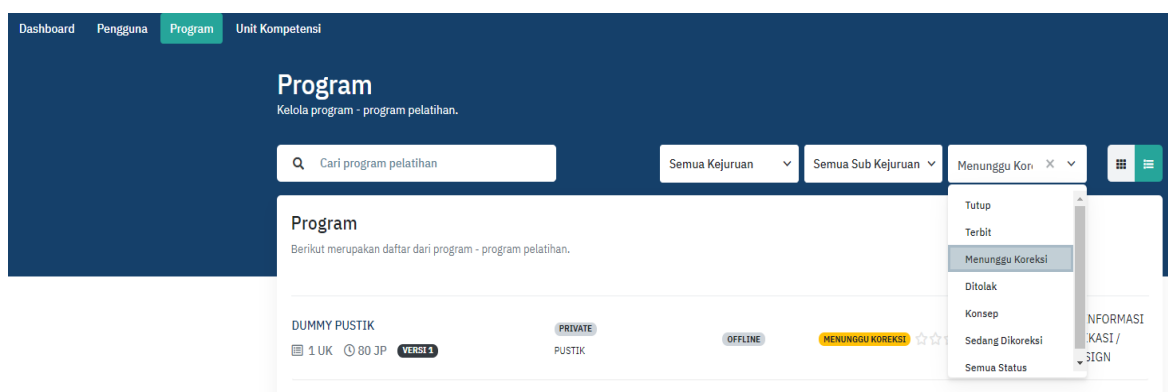 Dashboard Pengguna Program Unit Kompetensi
Program
Kelola program - program pelatihan.
Cari program pelatihan Semua Kejuruan Semua Sub Kejuruan Menunggu Kor
Tutup
Program
Terbit
Berikut merupakan daftar dari program - program pelatihan.
Menunggu Koreksi
Ditolak
Konsep
DUMMY PUSTIK PRIVATE NFORMASI
OFFLINE MENUNGGU KOREKSI Sedang Dikoreksi KASI /
1 UK 80 JP VERSI 1 PUSTIK SIGN
Semua Status